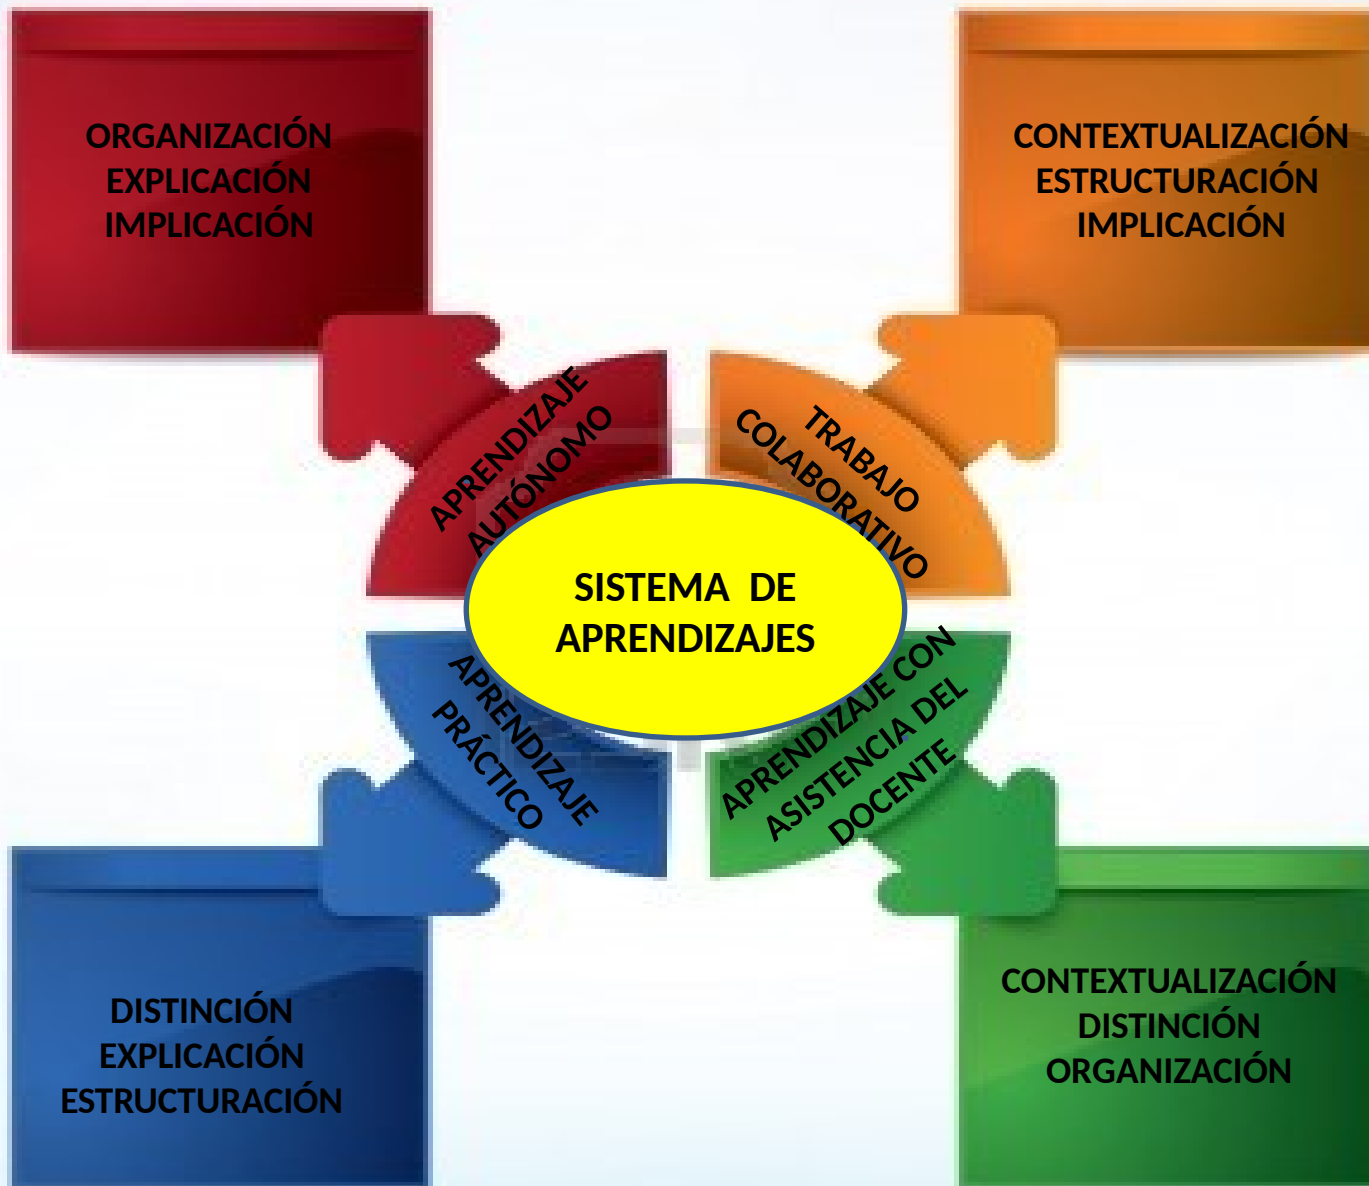 ORGANIZACIÓN
EXPLICACIÓN
IMPLICACIÓN
CONTEXTUALIZACIÓN
ESTRUCTURACIÓN
IMPLICACIÓN
APRENDIZAJE
AUTÓNOMO
TRABAJO
COLABORATIVO
SISTEMA DE
APRENDIZAJES
APRENDIZAJE
PRÁCTICO
APRENDIZAJE CON
ASISTENCIA DEL
DOCENTE
DISTINCIÓN
EXPLICACIÓN
ESTRUCTURACIÓN
CONTEXTUALIZACIÓN
DISTINCIÓN
ORGANIZACIÓN